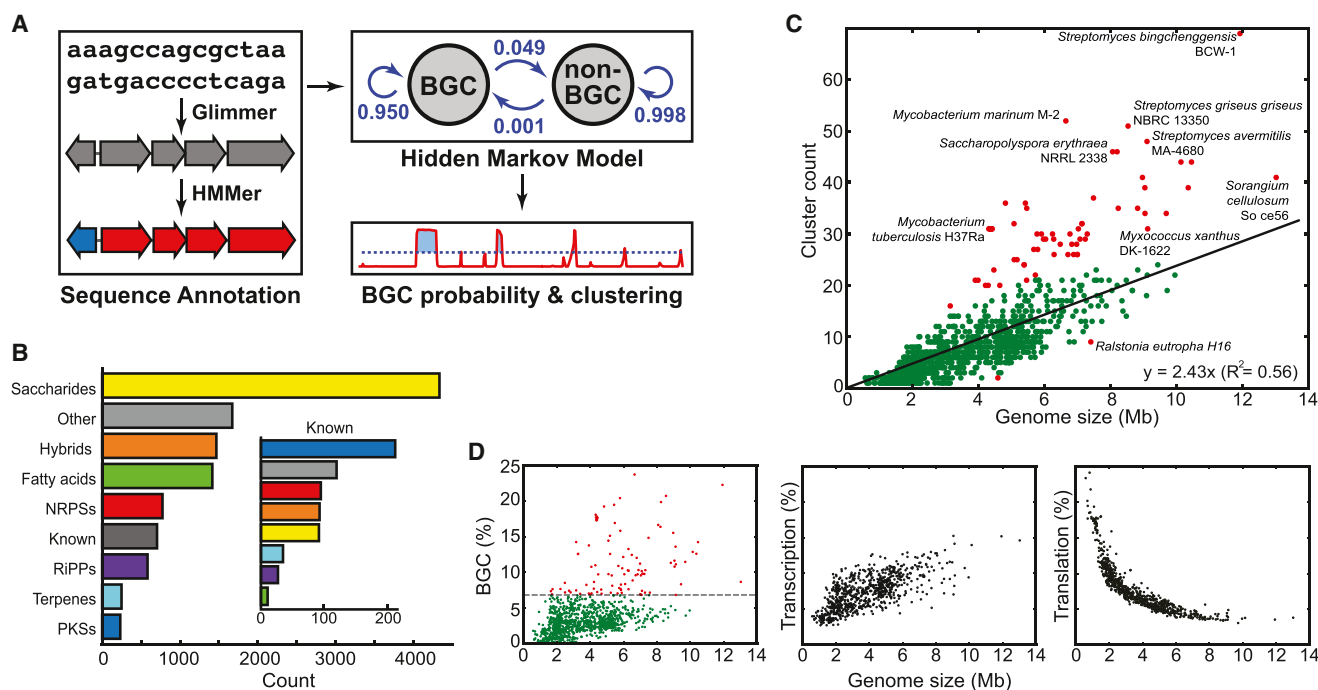 A
aaagccagcgctaa
gatgacccctcaga
Glimmer
HMMer
Sequence Annotation
0.049
BGC
non-
BGC
0.950
0.001
0.998
Hidden Markov Model
BGC probability & clustering
B
Saccharides
Other
Hybrids
Fatty acids
NRPSs
Known
RiPPs
Terpenes
PKSs
0
1000
2000
3000
4000
Count
Known
0
100
200
C
Cluster count
60
50
40
30
20
10
0
Streptomyces bingchenggensis
BCW-1
Mycobacterium marinum M-2
Streptomyces griseus griseus
NBRC 13350
Saccharopolyspora erythraea
NRRL 2338
Streptomyces avermitilis
MA-4680
Sorangium
cellulosum
So ce56
Mycobacterium
tuberculosis H37Ra
Myxococcus xanthus
DK-1622
Ralstonia eutropha H16
y = 2.43x (R2= 0.56)
0
2
4
6
8
10
12
14
Genome size (Mb)
D
BGC (%)
25
20
15
10
5
0
0
2
4
6
8
10
12
14
Transcription (%)
0
2
4
6
8
10
12
14
Genome size (Mb)
Translation (%)
0
2
4
6
8
10
12
14